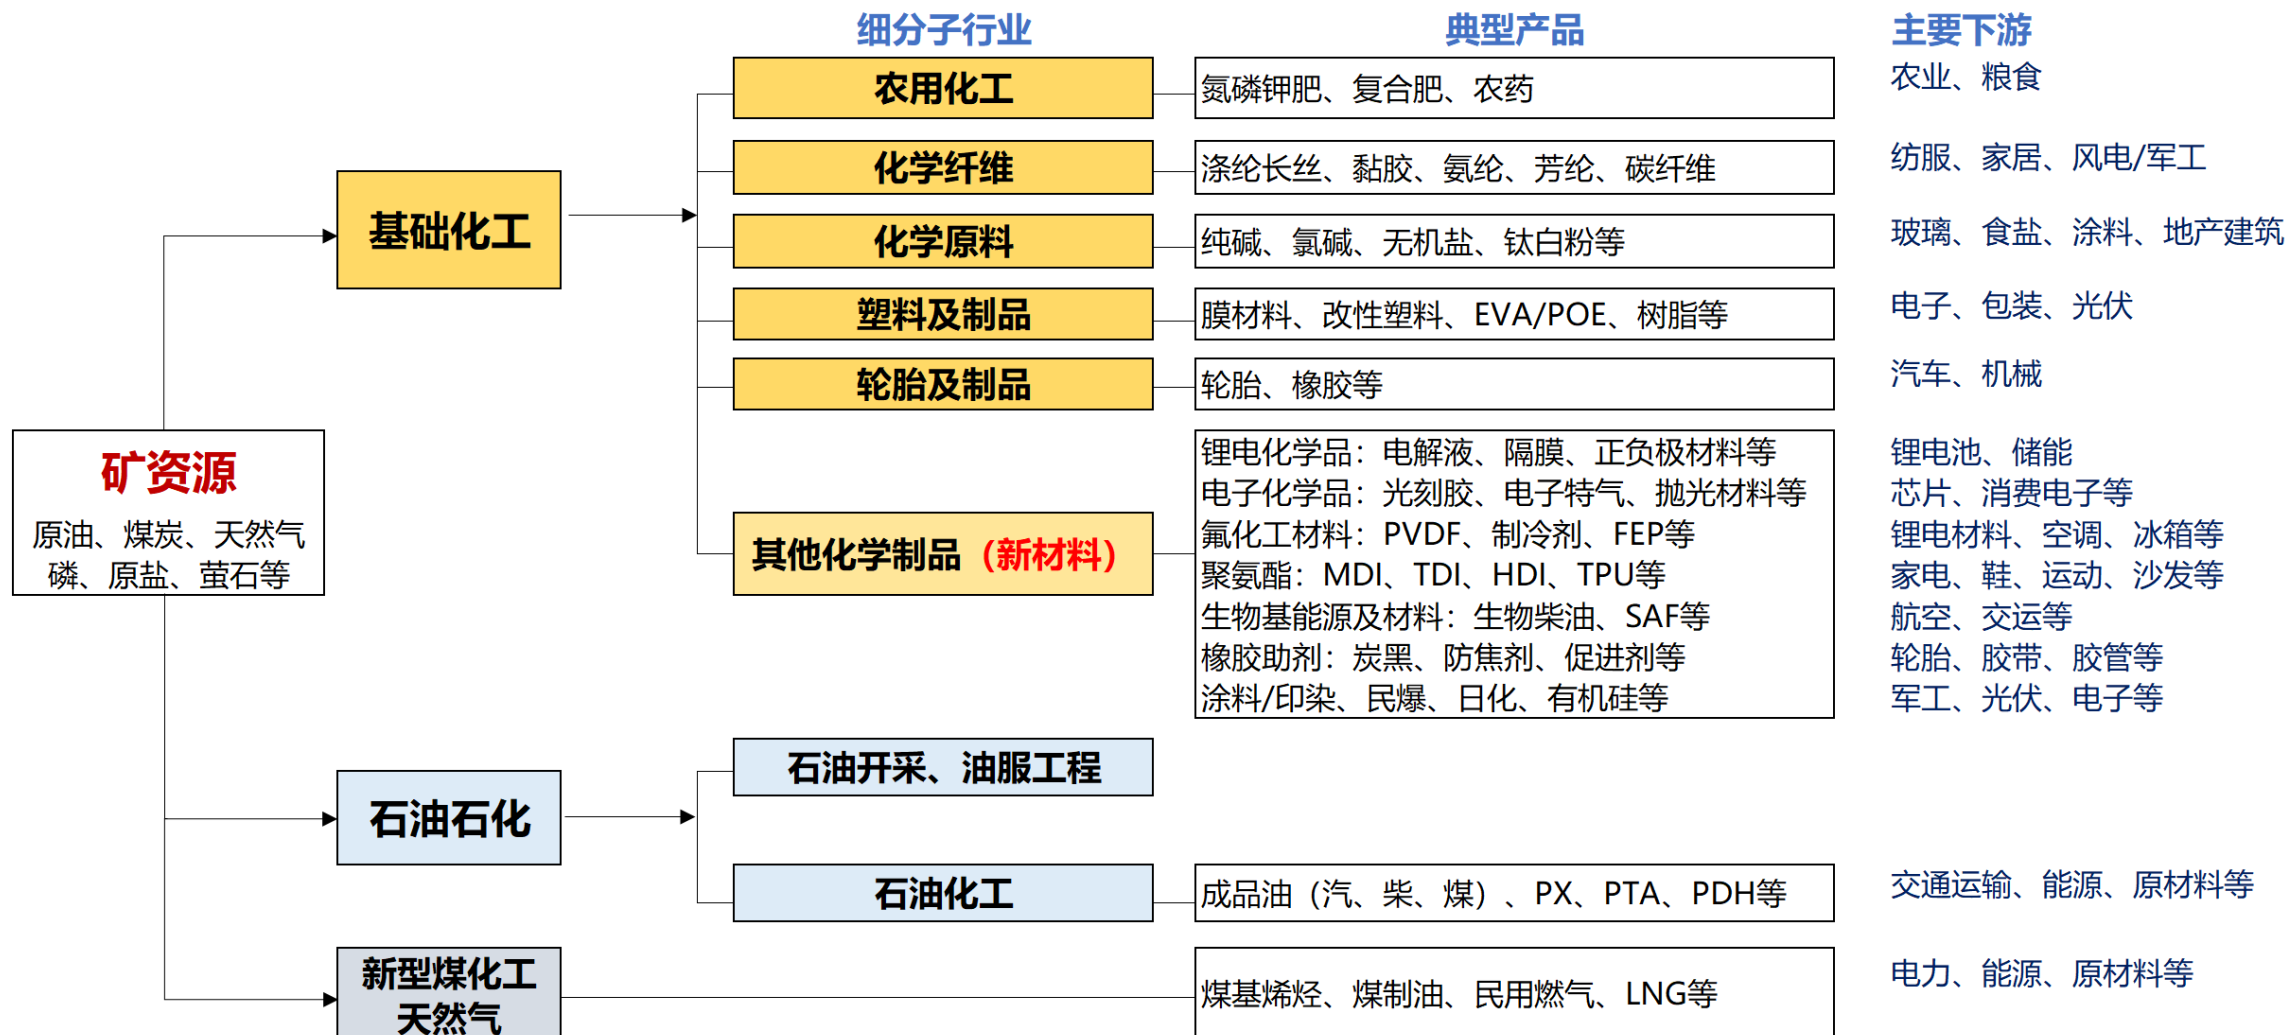 细分子行业
典型产品
主要下游
农用化工
氮磷钾肥、复合肥、农药
农业、粮食
化学纤维
涤纶长丝、黏胶、氨纶、芳纶、碳纤维
纺服、家居、风电/军工
基础化工
化学原料
纯碱、氯碱、无机盐、钛白粉等
玻璃、食盐、涂料、地产建筑
塑料及制品
膜材料、改性塑料、EVA/POE、树脂等
电子、包装、光伏
轮胎及制品
轮胎、橡胶等
汽车、机械
矿资源
原油、煤炭、天然气
磷、原盐、萤石等
其他化学制品（新材料）
锂电化学品：电解液、隔膜、正负极材料等
锂电池、储能
电子化学品：光刻胶、电子特气、抛光材料等
芯片、消费电子等
氟化工材料：PVDF、制冷剂、FEP等
锂电材料、空调、冰箱等
聚氨酯：MDI、TDI、HDI、TPU等
家电、鞋、运动、沙发等
生物基能源及材料：生物柴油、SAF等
航空、交运等
橡胶助剂：炭黑、防焦剂、促进剂等
轮胎、胶带、胶管等
涂料/印染、民爆、日化、有机硅等
军工、光伏、电子等
石油石化
石油开采、油服工程
石油化工
成品油（汽、柴、煤）、PX、PTA、PDH等
交通运输、能源、原材料等
新型煤化工
天然气
煤基烯烃、煤制油、民用燃气、LNG等
电力、能源、原材料等